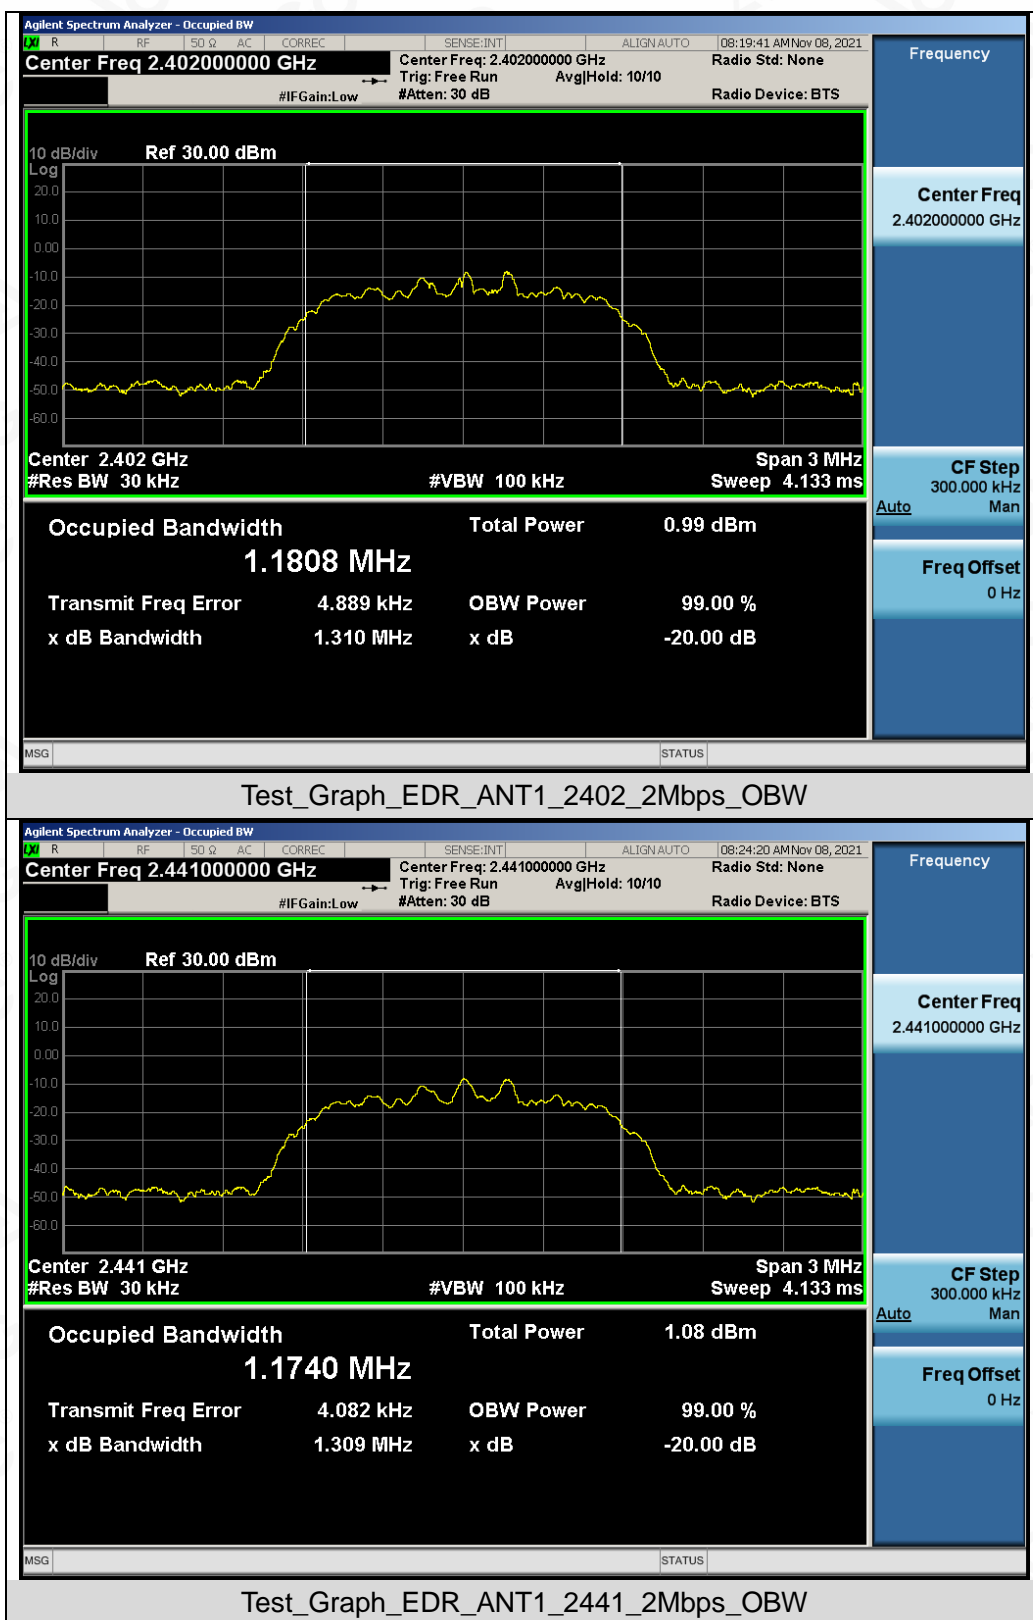 Agilent Spectrum Analyzer - Occupied BW
LXI R RF 50 Ω AC CORREC SENSE:INT ALIGN AUTO 08:19:41 AM Nov 08, 2021
Center Freq 2.402000000 GHz
Center Freq: 2.402000000 GHz Radio Std: None
Trig: Free Run Avg|Hold: 10/10
#IFGain:Low #Atten: 30 dB Radio Device: BTS
10 dB/div Ref 30.00 dBm
Log
20.0
10.0
0.00
-10.0
-20.0
-30.0
-40.0
-50.0
-60.0
Center 2.402 GHz Span 3 MHz
#Res BW 30 kHz #VBW 100 kHz Sweep 4.133 ms
Occupied Bandwidth Total Power 0.99 dBm
1.1808 MHz
Transmit Freq Error 4.889 kHz OBW Power 99.00 %
x dB Bandwidth 1.310 MHz x dB -20.00 dB
MSG STATUS
Frequency
Center Freq
2.402000000 GHz
CF Step
300.000 kHz
Auto Man
Freq Offset
0 Hz
Test_Graph_EDR_ANT1_2402_2Mbps_OBW
Agilent Spectrum Analyzer - Occupied BW
LXI R RF 50 Ω AC CORREC SENSE:INT ALIGN AUTO 08:24:20 AM Nov 08, 2021
Center Freq 2.441000000 GHz
Center Freq: 2.441000000 GHz Radio Std: None
Trig: Free Run Avg|Hold: 10/10
#IFGain:Low #Atten: 30 dB Radio Device: BTS
10 dB/div Ref 30.00 dBm
Log
20.0
10.0
0.00
-10.0
-20.0
-30.0
-40.0
-50.0
-60.0
Center 2.441 GHz Span 3 MHz
#Res BW 30 kHz #VBW 100 kHz Sweep 4.133 ms
Occupied Bandwidth Total Power 1.08 dBm
1.1740 MHz
Transmit Freq Error 4.082 kHz OBW Power 99.00 %
x dB Bandwidth 1.309 MHz x dB -20.00 dB
MSG STATUS
Frequency
Center Freq
2.441000000 GHz
CF Step
300.000 kHz
Auto Man
Freq Offset
0 Hz
Test_Graph_EDR_ANT1_2441_2Mbps_OBW